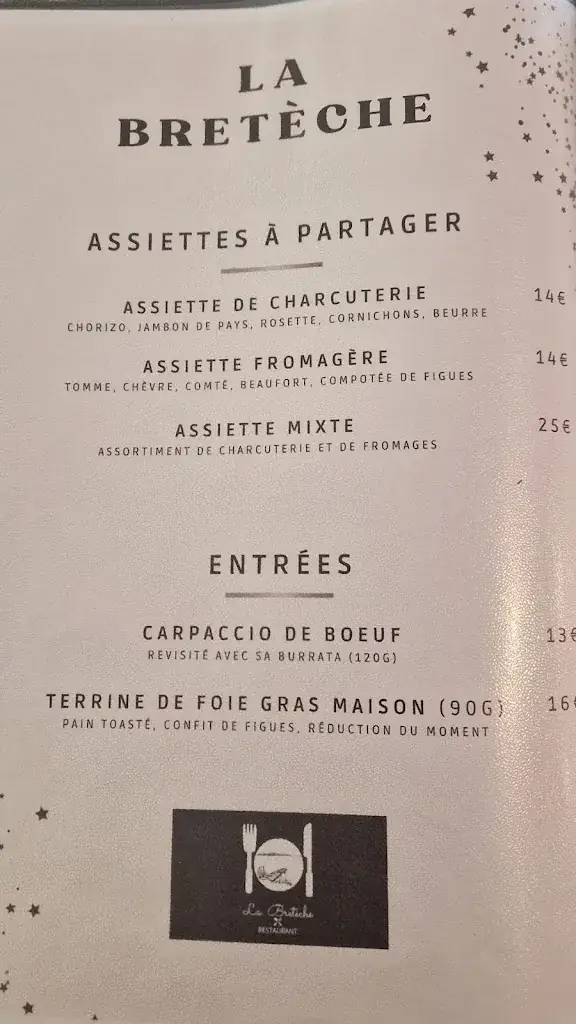 LA
BRETÈCHE
ASSIETTES À PARTAGER
ASSIETTE DE CHARCUTERIE 14€
CHORIZO, JAMBON DE PAYS, ROSETTE, CORNICHONS, BEURRE
ASSIETTE FROMAGÈRE 14€
TOMME, CHÈVRE, COMTÉ, BEAUFORT, COMPOTÉE DE FIGUES
ASSIETTE MIXTE 25€
ASSORTIMENT DE CHARCUTERIE ET DE FROMAGES
ENTRÉES
CARPACCIO DE BOEUF 13€
REVISITÉ AVEC SA BURRATA (120G)
TERRINE DE FOIE GRAS MAISON (90G) 16€
PAIN TOASTÉ, CONFIT DE FIGUES, RÉDUCTION DU MOMENT
La Bretèche
RESTAURANT